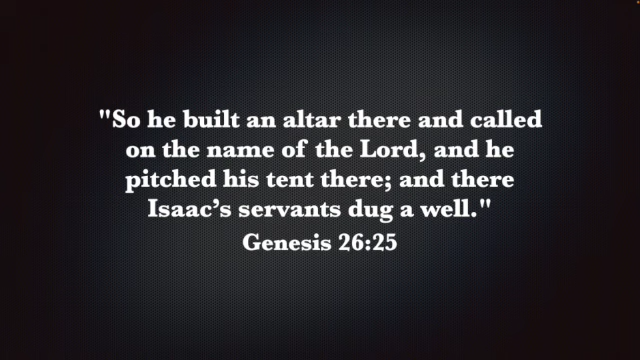 "So he built an altar there and called
on the name of the Lord, and he
pitched his tent there; and there
Isaac’s servants dug a well."
Genesis 26:25